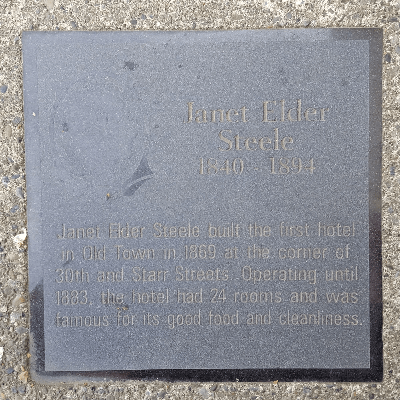 Janet Elder
Steele
1840 - 1894
Janet Elder Steele built the first hotel
in Old Town in 1869 at the corner of
30th and Starr Streets. Operating until
1883, the hotel had 24 rooms and was
famous for its good food and cleanliness.